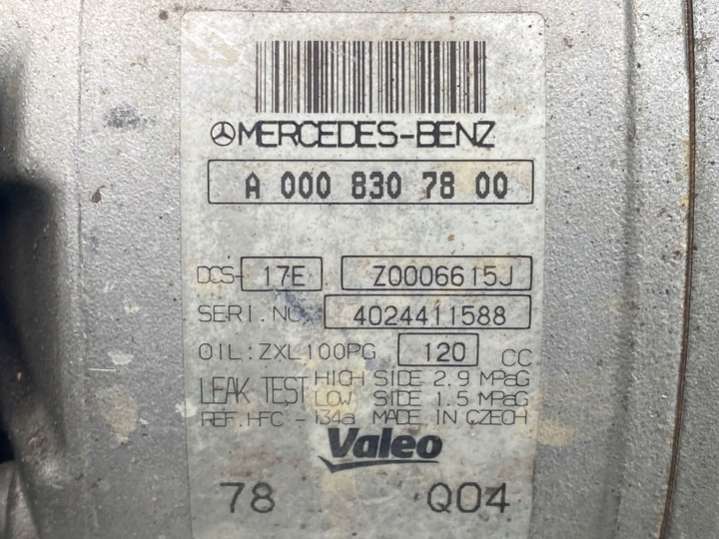 MERCEDES-BENZ
A 000 830 78 00
DCS- 17E Z0006615J
SERI.NO. 4024411588
OIL:ZXL100PG 120 CC
LEAK TEST HIGH SIDE 2.9 MPaG
LOW SIDE 1.5 MPaG
REF.HFC - 134a MADE IN CZECH
Valeo
78 Q04